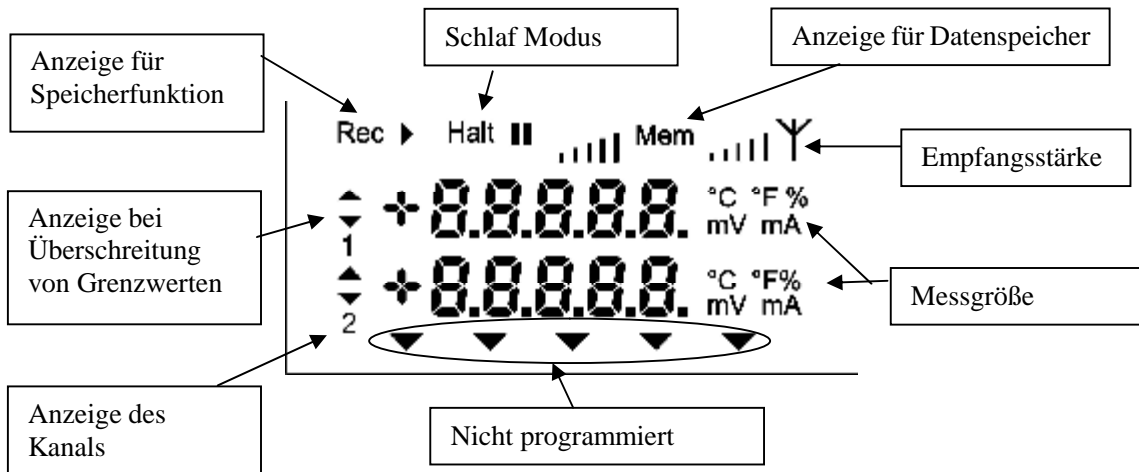 Anzeige für
Speicherfunktion
Schlaf Modus
Anzeige für Datenspeicher
Rec Halt Mem
Empfangsstärke
Anzeige bei
Überschreitung
von Grenzwerten
1
8.8.8.8.8. °C °F %
mV mA
2
8.8.8.8.8. °C °F%
mV mA
Messgröße
Anzeige des
Kanals
Nicht programmiert